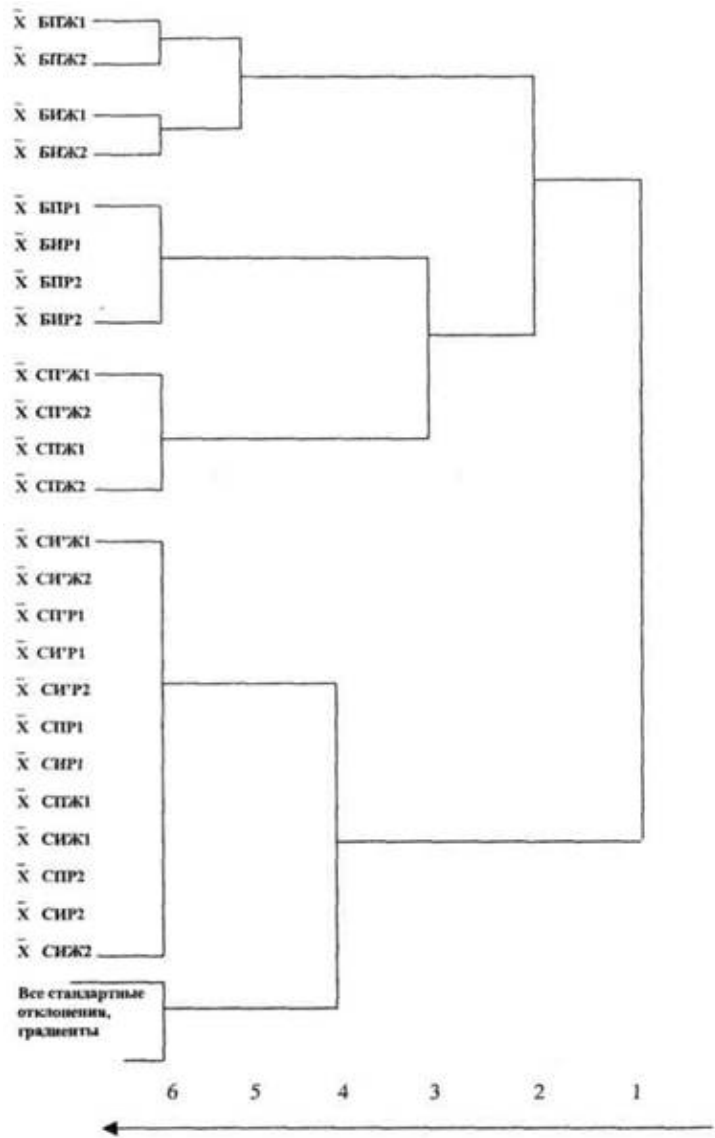 X̄ БПЖ1
X̄ БПЖ2
X̄ БИЖ1
X̄ БИЖ2
X̄ БПР1
X̄ БИР1
X̄ БПР2
X̄ БИР2
X̄ СП'Ж1
X̄ СП'Ж2
X̄ СПЖ1
X̄ СПЖ2
X̄ СИ'Ж1
X̄ СИ'Ж2
X̄ СП'Р1
X̄ СИ'Р1
X̄ СИ'Р2
X̄ СПР1
X̄ СИР1
X̄ СПЖ1
X̄ СИЖ1
X̄ СПР2
X̄ СИР2
X̄ СИЖ2
Все стандартные
отклонения,
градиенты
6 5 4 3 2 1